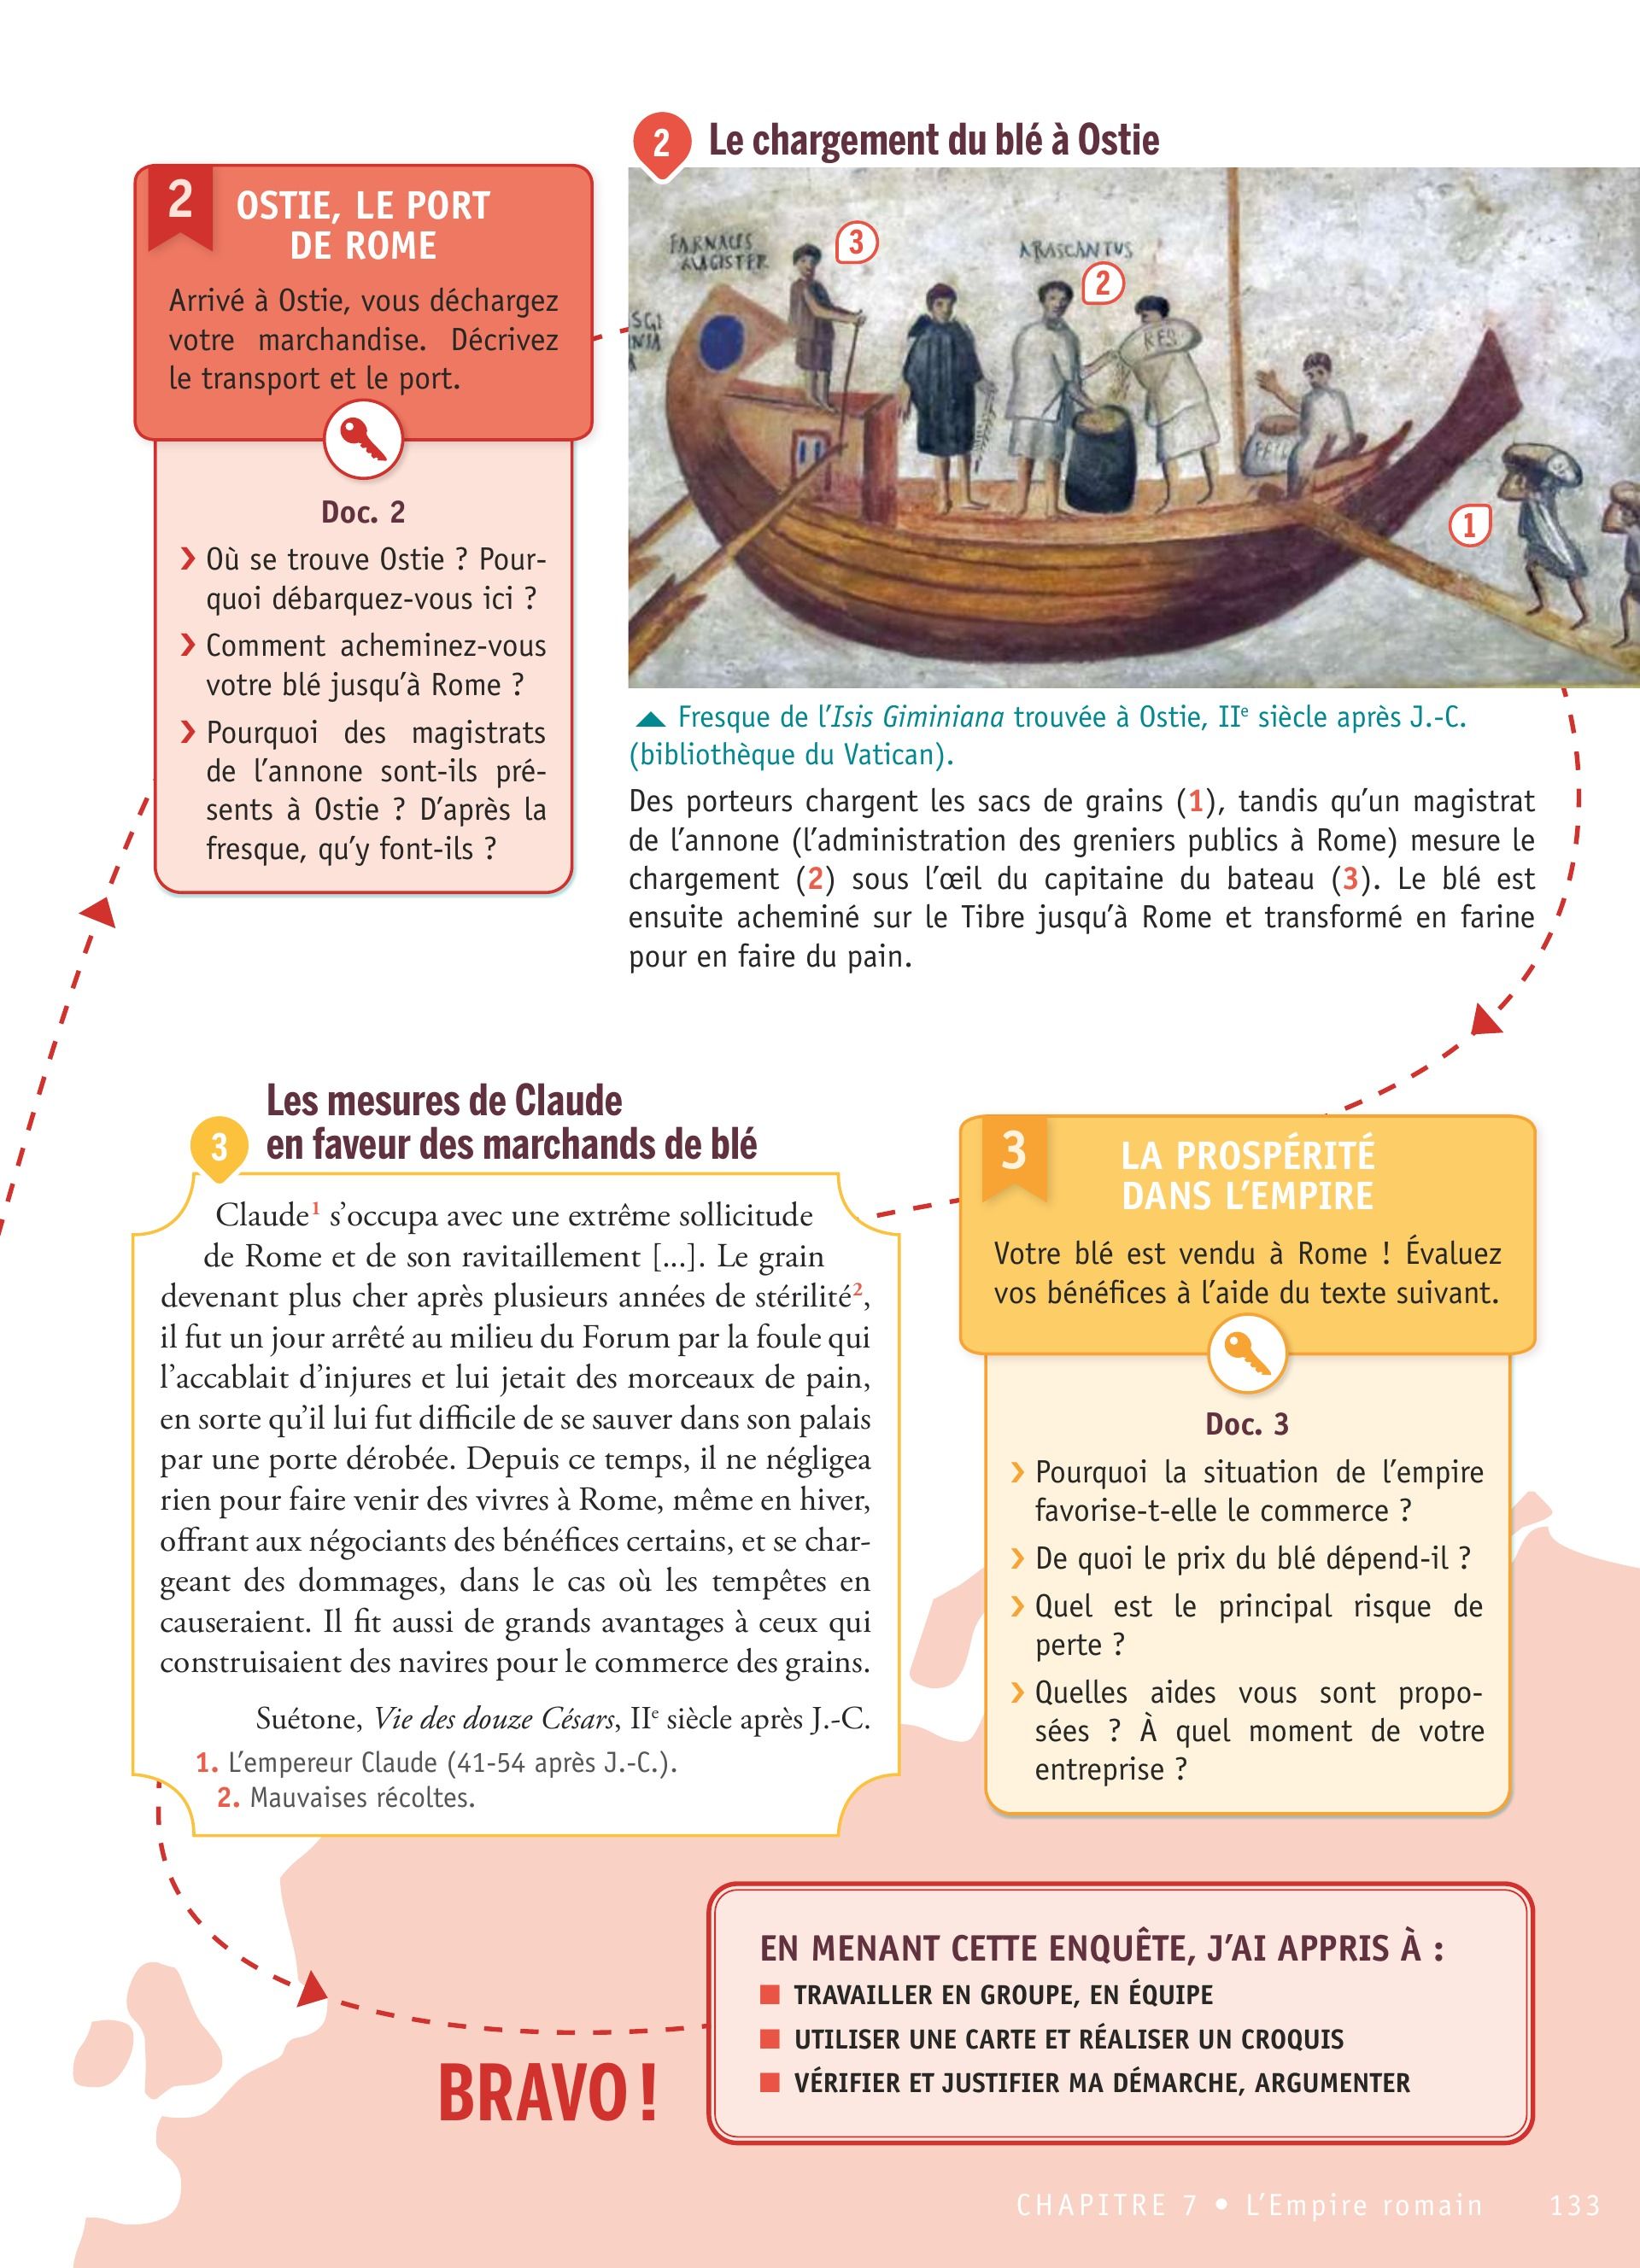 2
OSTIE, LE PORT
DE ROME
Arrivé à Ostie, vous déchargez
votre marchandise. Décrivez
le transport et le port.
Doc. 2
❯ Où se trouve Ostie ? Pour-
quoi débarquez-vous ici ?
❯ Comment acheminez-vous
votre blé jusqu'à Rome ?
❯ Pourquoi des magistrats
de l'annone sont-ils pré-
sents à Ostie ? D'après la
fresque, qu'y font-ils ?
2 Le chargement du blé à Ostie
FARNACES
MAGISTER
3
ARASCANTVS
2
RES
1
▲ Fresque de l'Isis Giminiana trouvée à Ostie, IIe siècle après J.-C.
(bibliothèque du Vatican).
Des porteurs chargent les sacs de grains (1), tandis qu'un magistrat
de l'annone (l'administration des greniers publics à Rome) mesure le
chargement (2) sous l'œil du capitaine du bateau (3). Le blé est
ensuite acheminé sur le Tibre jusqu'à Rome et transformé en farine
pour en faire du pain.
3
Les mesures de Claude
en faveur des marchands de blé
Claude1 s'occupa avec une extrême sollicitude
de Rome et de son ravitaillement [...]. Le grain
devenant plus cher après plusieurs années de stérilité2,
il fut un jour arrêté au milieu du Forum par la foule qui
l'accablait d'injures et lui jetait des morceaux de pain,
en sorte qu'il lui fut difficile de se sauver dans son palais
par une porte dérobée. Depuis ce temps, il ne négligea
rien pour faire venir des vivres à Rome, même en hiver,
offrant aux négociants des bénéfices certains, et se char-
geant des dommages, dans le cas où les tempêtes en
causeraient. Il fit aussi de grands avantages à ceux qui
construisaient des navires pour le commerce des grains.
Suétone, Vie des douze Césars, IIe siècle après J.-C.
1. L'empereur Claude (41-54 après J.-C.).
2. Mauvaises récoltes.
3
LA PROSPÉRITÉ
DANS L'EMPIRE
Votre blé est vendu à Rome ! Évaluez
vos bénéfices à l'aide du texte suivant.
Doc. 3
❯ Pourquoi la situation de l'empire
favorise-t-elle le commerce ?
❯ De quoi le prix du blé dépend-il ?
❯ Quel est le principal risque de
perte ?
❯ Quelles aides vous sont propo-
sées ? À quel moment de votre
entreprise ?
BRAVO !
EN MENANT CETTE ENQUÊTE, J'AI APPRIS À :
■ TRAVAILLER EN GROUPE, EN ÉQUIPE
■ UTILISER UNE CARTE ET RÉALISER UN CROQUIS
■ VÉRIFIER ET JUSTIFIER MA DÉMARCHE, ARGUMENTER
CHAPITRE 7 • L'Empire romain 133